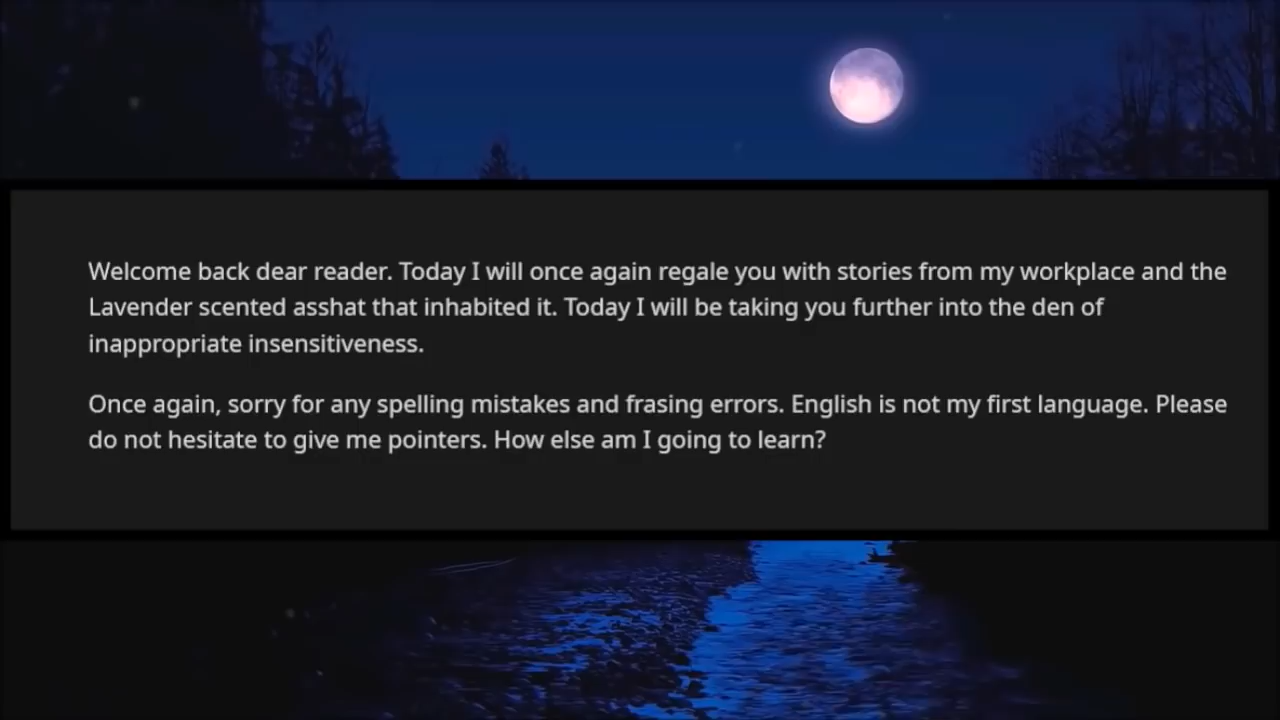 Welcome back dear reader. Today I will once again regale you with stories from my workplace and the
Lavender scented asshat that inhabited it. Today I will be taking you further into the den of
inappropriate insensitiveness.
Once again, sorry for any spelling mistakes and frasing errors. English is not my first language. Please
do not hesitate to give me pointers. How else am I going to learn?